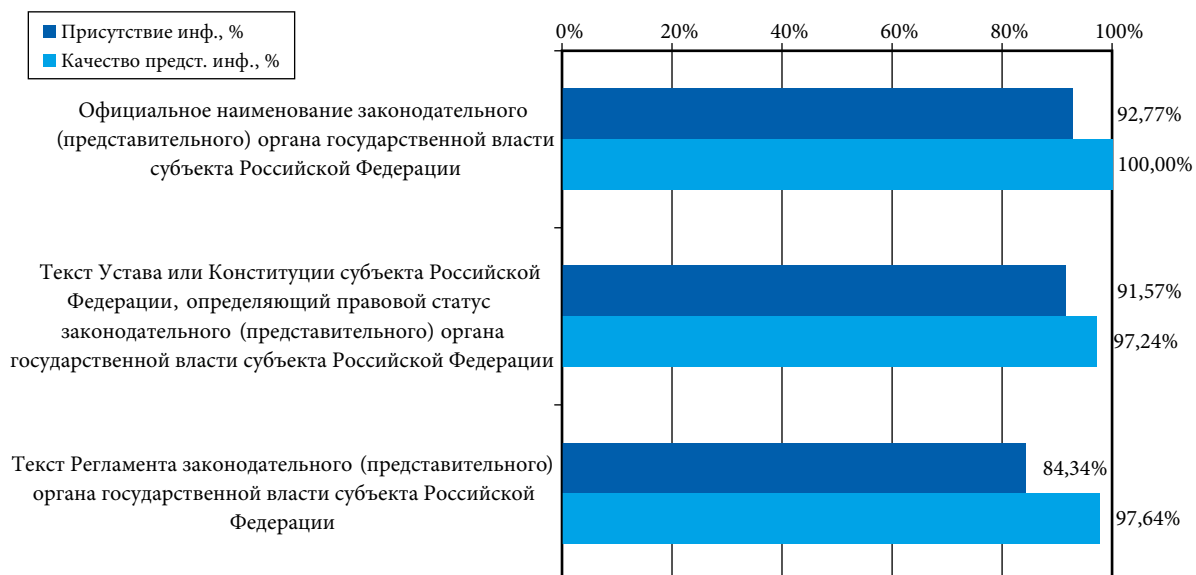 Присутствие инф., %
Качество предст. инф., %
0%
20%
40%
60%
80%
100%
Официальное наименование законодательного
(представительного) органа государственной власти
субъекта Российской Федерации
92,77%
100,00%
Текст Устава или Конституции субъекта Российской
Федерации, определяющий правовой статус
законодательного (представительного) органа
государственной власти субъекта Российской Федерации
91,57%
97,24%
Текст Регламента законодательного (представительного)
органа государственной власти субъекта Российской
Федерации
84,34%
97,64%